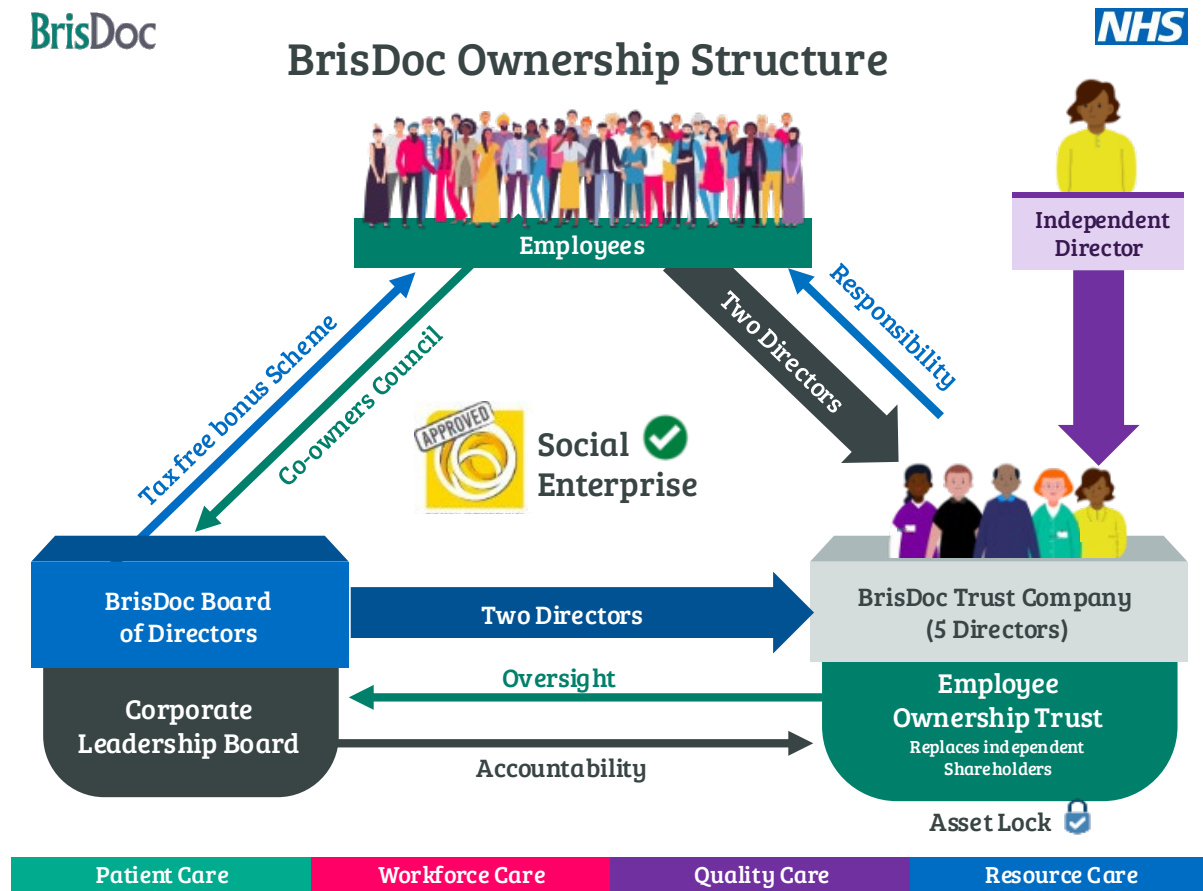 BrisDoc
NHS
BrisDoc Ownership Structure
Employees
Independent
Director
Tax free bonus Scheme
Co-owners Council
Two Directors
Responsibility
APPROVED
Social
Enterprise
BrisDoc Board
of Directors
Two Directors
BrisDoc Trust Company
(5 Directors)
Oversight
Corporate
Leadership Board
Employee
Ownership Trust
Replaces independent
Shareholders
Accountability
Asset Lock
Patient Care
Workforce Care
Quality Care
Resource Care